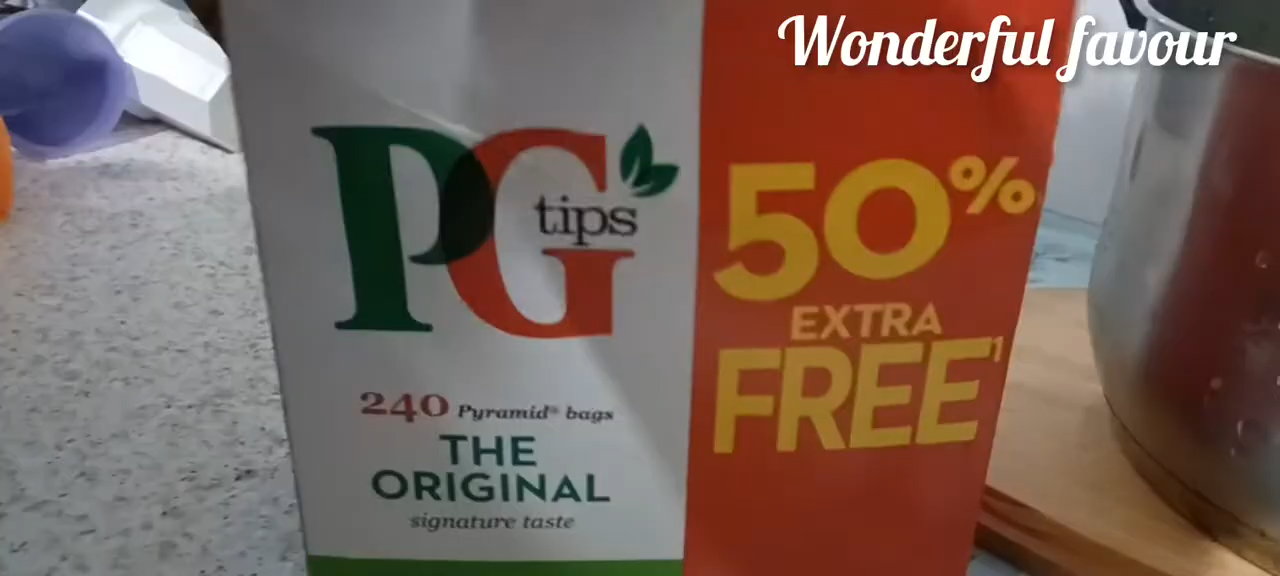 Wonderful favour
PG
tips
240 Pyramid® bags
THE
ORIGINAL
signature taste
50%
EXTRA
FREE¹